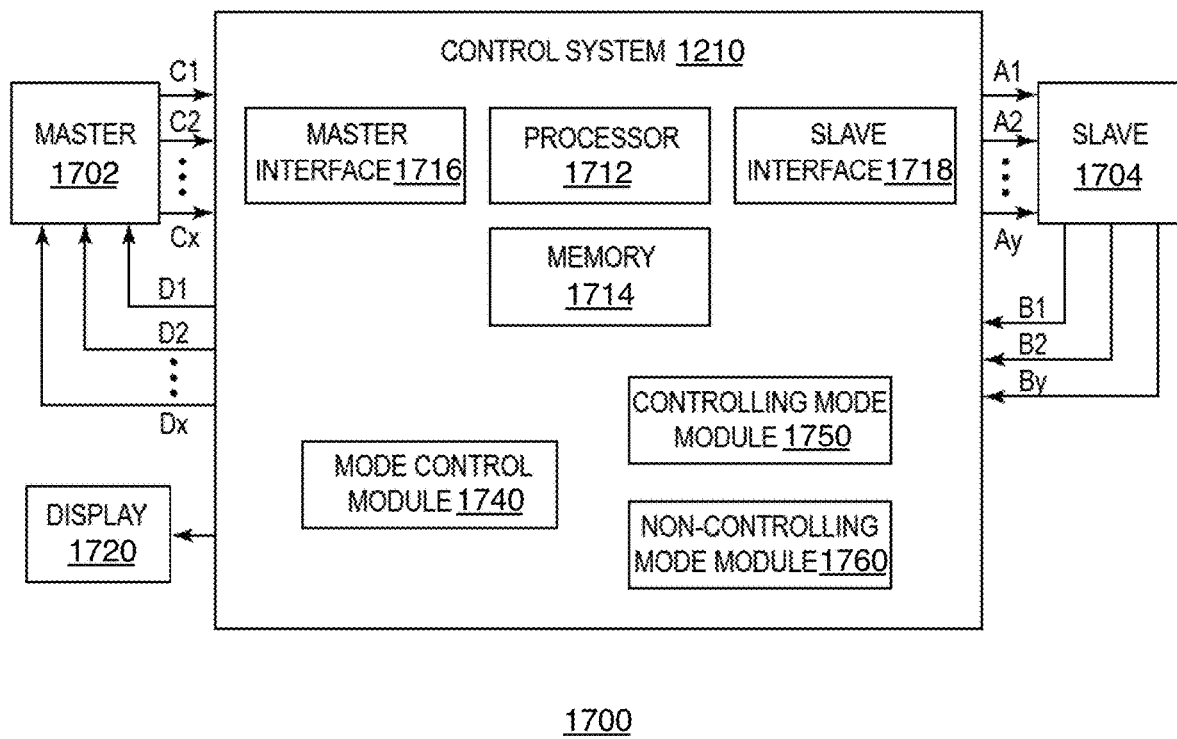 CONTROL SYSTEM 1210
C1
C2
Cx
MASTER
1702
MASTER
INTERFACE 1716
PROCESSOR
1712
SLAVE
INTERFACE 1718
A1
A2
Ay
SLAVE
1704
MEMORY
1714
D1
D2
Dx
B1
B2
By
CONTROLLING MODE
MODULE 1750
MODE CONTROL
MODULE 1740
NON-CONTROLLING
MODE MODULE 1760
DISPLAY
1720
1700